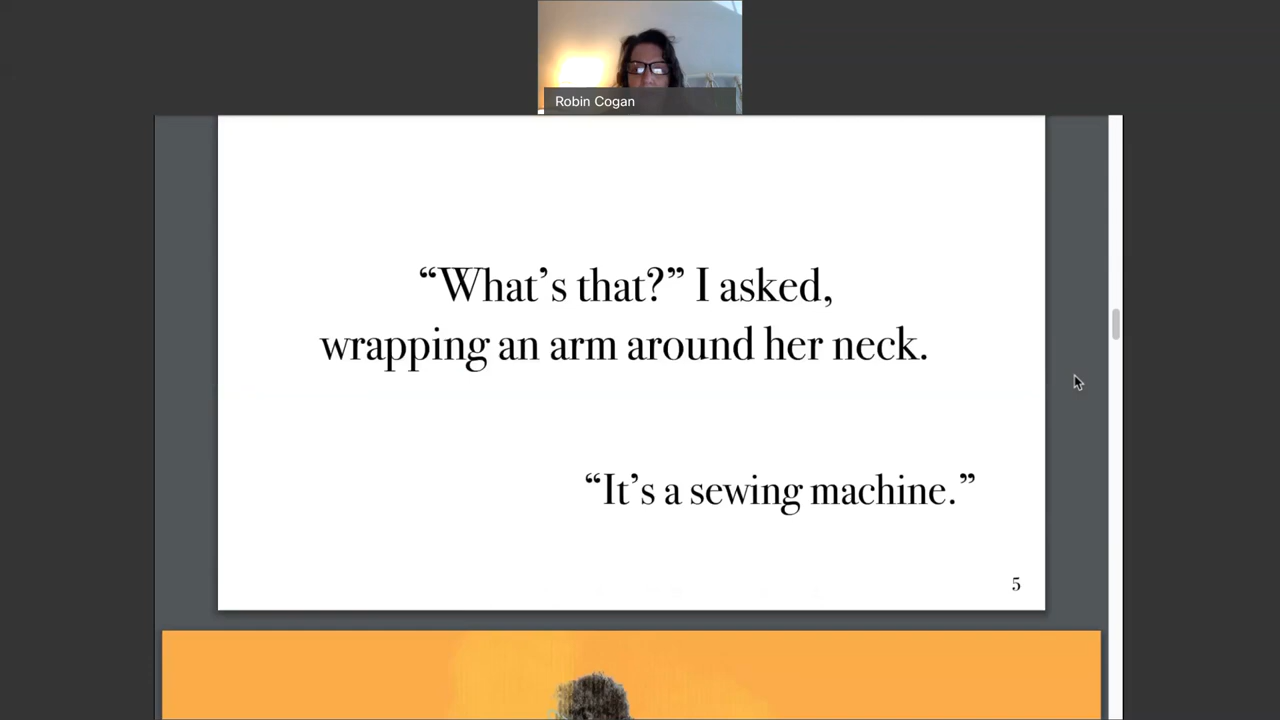 Robin Cogan
“What’s that?” I asked,
wrapping an arm around her neck.
“It’s a sewing machine.”
5